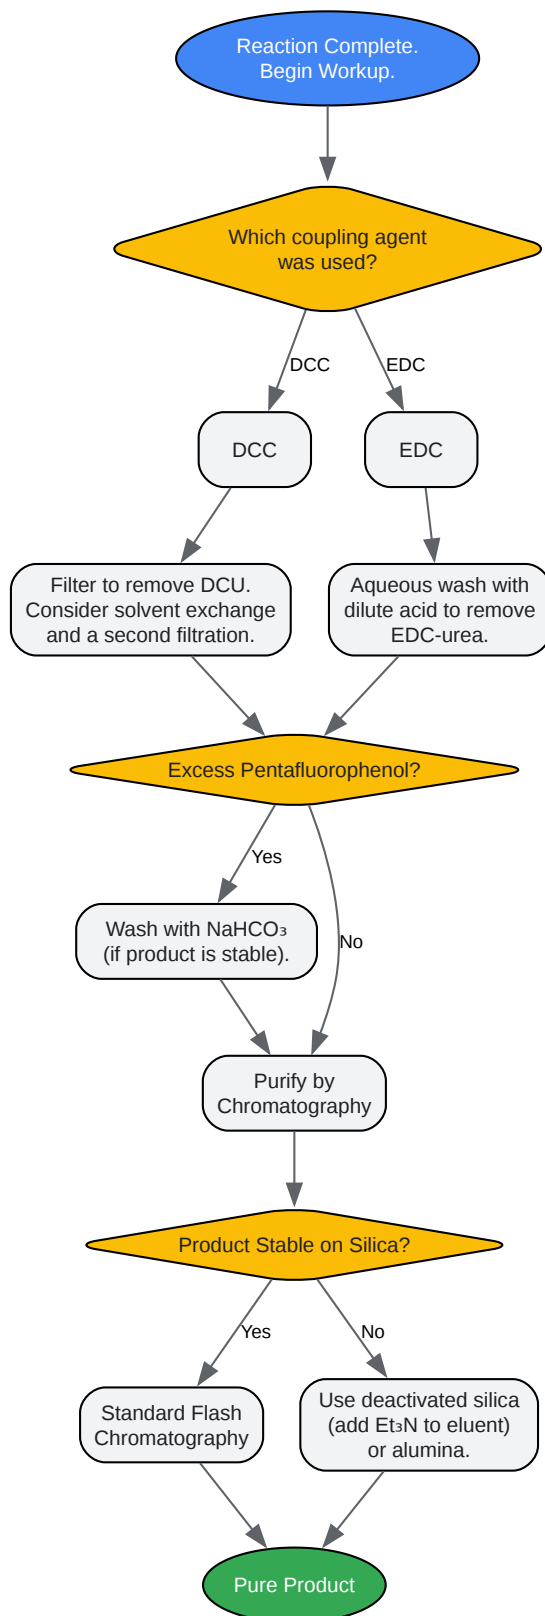 Reaction Complete.
Begin Workup.
Which coupling agent
was used?
DCC
EDC
DCC
EDC
Filter to remove DCU.
Consider solvent exchange
and a second filtration.
Aqueous wash with
dilute acid to remove
EDC-urea.
Excess Pentafluorophenol?
Yes
Wash with NaHCO₃
(if product is stable).
No
Purify by
Chromatography
Product Stable on Silica?
Yes
No
Standard Flash
Chromatography
Use deactivated silica
(add Et₃N to eluent)
or alumina.
Pure Product